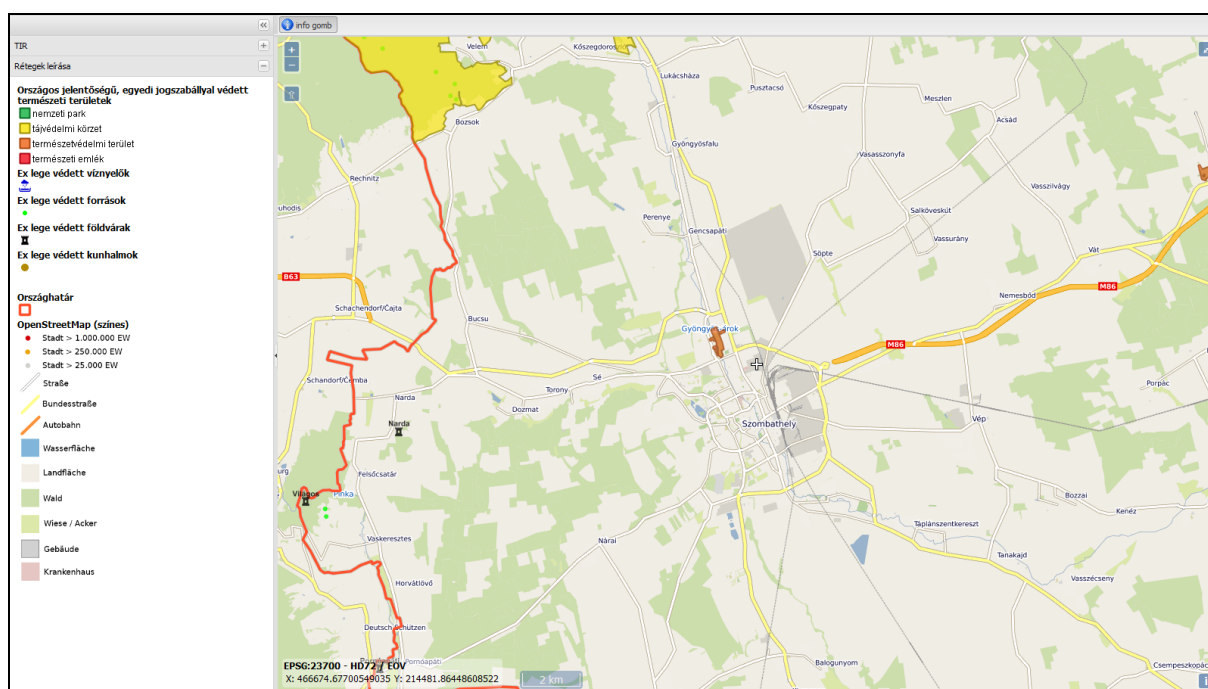 info gomb
TIR
Rétegek leírása
Országos jelentőségű, egyedi jogszabállyal védett
természeti területek
nemzeti park
tájvédelmi körzet
természetvédelmi terület
természeti emlék
Ex lege védett víznyelők
Ex lege védett források
Ex lege védett földvárak
Ex lege védett kunhalmok
Országhatár
OpenStreetMap (színes)
Stadt > 1.000.000 EW
Stadt > 250.000 EW
Stadt > 25.000 EW
Straße
Bundesstraße
Autobahn
Wasserfläche
Landfläche
Wald
Wiese / Acker
Gebäude
Krankenhaus
Velem
Kőszegdoroszl
Lukácsháza
Pusztacsó
Kőszegpaty
Meszlen
Acsád
Bozsok
Gyöngyösfalu
Vasasszonyfa
Rechnitz
Vasszilvágy
Perenye
Gencsapáti
Salköveskút
Vassurány
Söpte
Vát
B63
M86
Nemesbőd
Schachendorf/Čajta
Bucsu
M86
Schandorf/Čemba
Torony
Sé
Narda
Dozmat
Porpác
Narda
Szombathely
Vép
Felsőcsatár
Pinka
Bozzai
Kenéz
Vaskeresztes
Nárai
Táplánszentkereszt
Tanakajd
Vasszécseny
Horvátlövő
Deutsch Schützen
Pornóapáti
Balogunyom
Csempeszkopác
EPSG:23700 - HD72 / EOV
X: 466674.67700549035 Y: 214481.86448608522
2 km